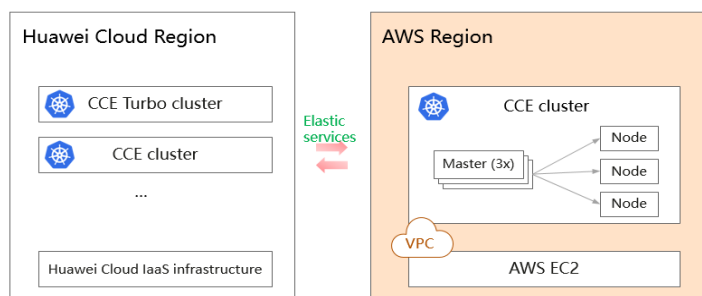 Huawei Cloud Region
CCE Turbo cluster
CCE cluster
...
Huawei Cloud IaaS infrastructure
Elastic
services
AWS Region
CCE cluster
Master (3x)
Node
Node
Node
VPC
AWS EC2